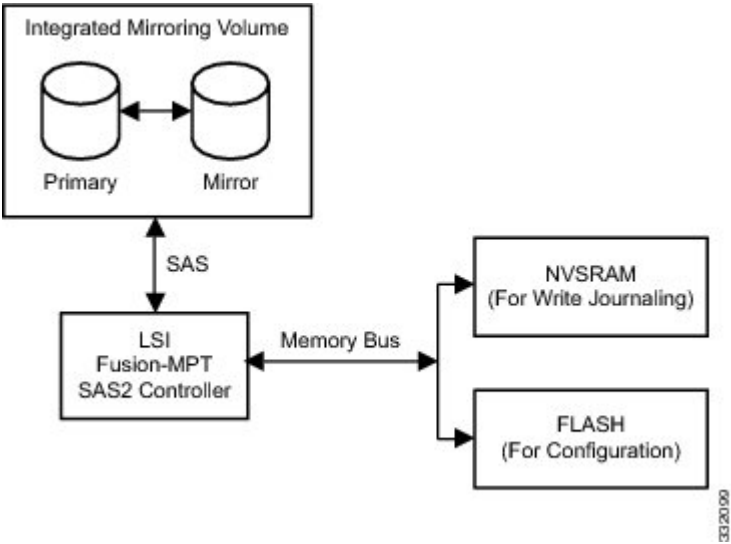 Integrated Mirroring Volume
Primary
Mirror
SAS
LSI
Fusion-MPT
SAS2 Controller
Memory Bus
NVSRAM
(For Write Journaling)
FLASH
(For Configuration)
332099